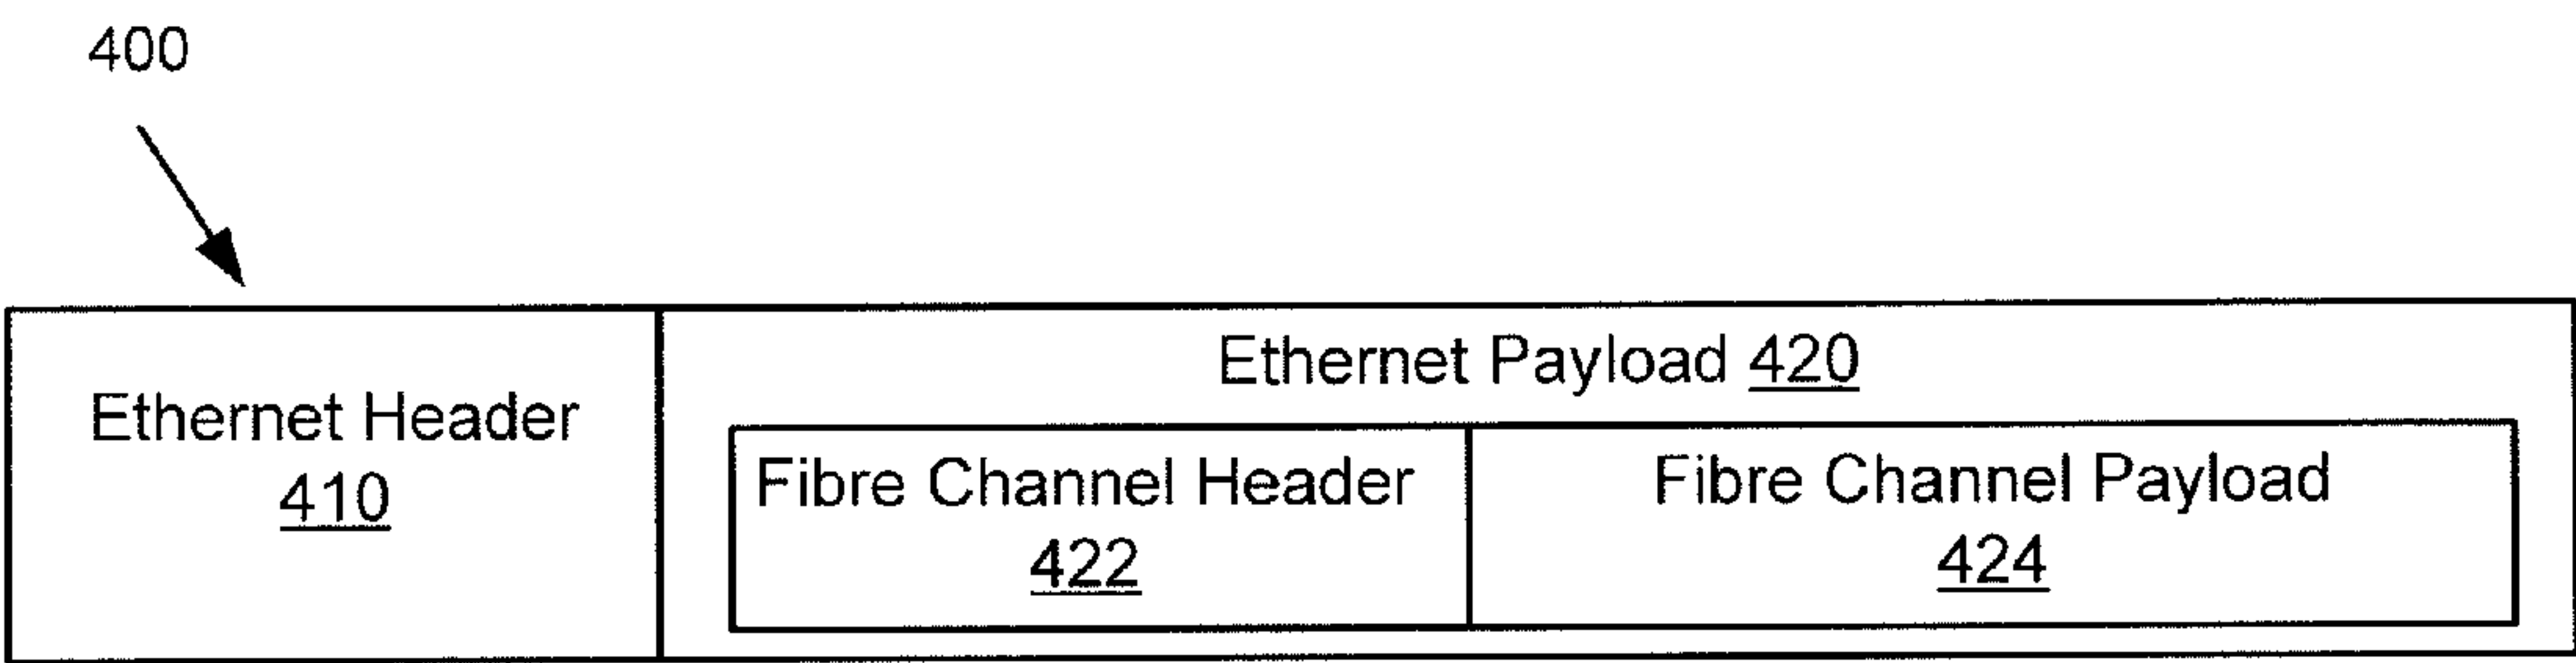 400
Ethernet Header
410
Ethernet Payload 420
Fibre Channel Header
422
Fibre Channel Payload
424